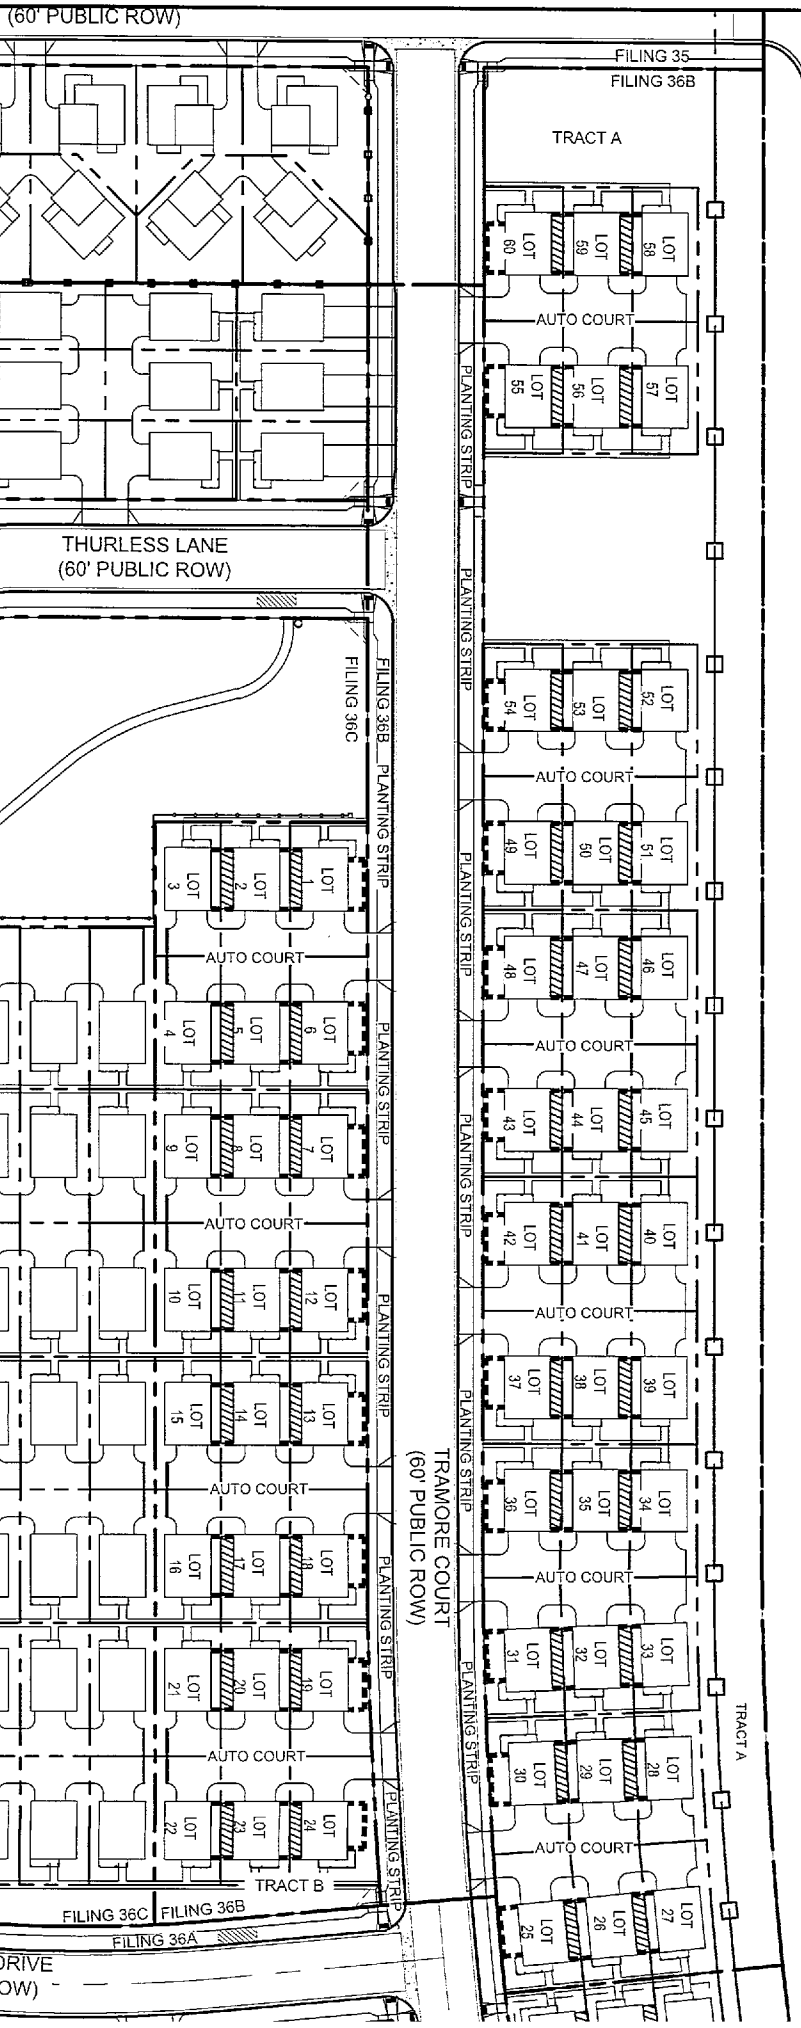 (60' PUBLIC ROW)
FILING 35
FILING 36B
TRACT A
LOT 60
LOT 59
LOT 58
AUTO COURT
LOT 55
LOT 56
LOT 57
PLANTING STRIP
THURLESS LANE
(60' PUBLIC ROW)
PLANTING STRIP
FILING 36C
FILING 36B
LOT 54
LOT 53
LOT 52
AUTO COURT
PLANTING STRIP
LOT 49
LOT 50
LOT 51
PLANTING STRIP
LOT 3
LOT 2
LOT 1
AUTO COURT
LOT 48
LOT 47
LOT 46
LOT 4
LOT 5
LOT 6
PLANTING STRIP
AUTO COURT
LOT 43
LOT 44
LOT 45
PLANTING STRIP
LOT 9
LOT 8
LOT 7
AUTO COURT
LOT 42
LOT 41
LOT 40
LOT 10
LOT 11
LOT 12
PLANTING STRIP
AUTO COURT
LOT 37
LOT 38
LOT 39
PLANTING STRIP
LOT 15
LOT 14
LOT 13
TRAMORE COURT
(60' PUBLIC ROW)
AUTO COURT
LOT 36
LOT 35
LOT 34
LOT 16
LOT 17
LOT 18
PLANTING STRIP
AUTO COURT
LOT 31
LOT 32
LOT 33
PLANTING STRIP
LOT 21
LOT 20
LOT 19
TRACT A
AUTO COURT
LOT 30
LOT 29
LOT 28
LOT 22
LOT 23
LOT 24
PLANTING STRIP
AUTO COURT
TRACT B
LOT 25
LOT 26
LOT 27
FILING 36C
FILING 36B
FILING 36A
DRIVE
OW)